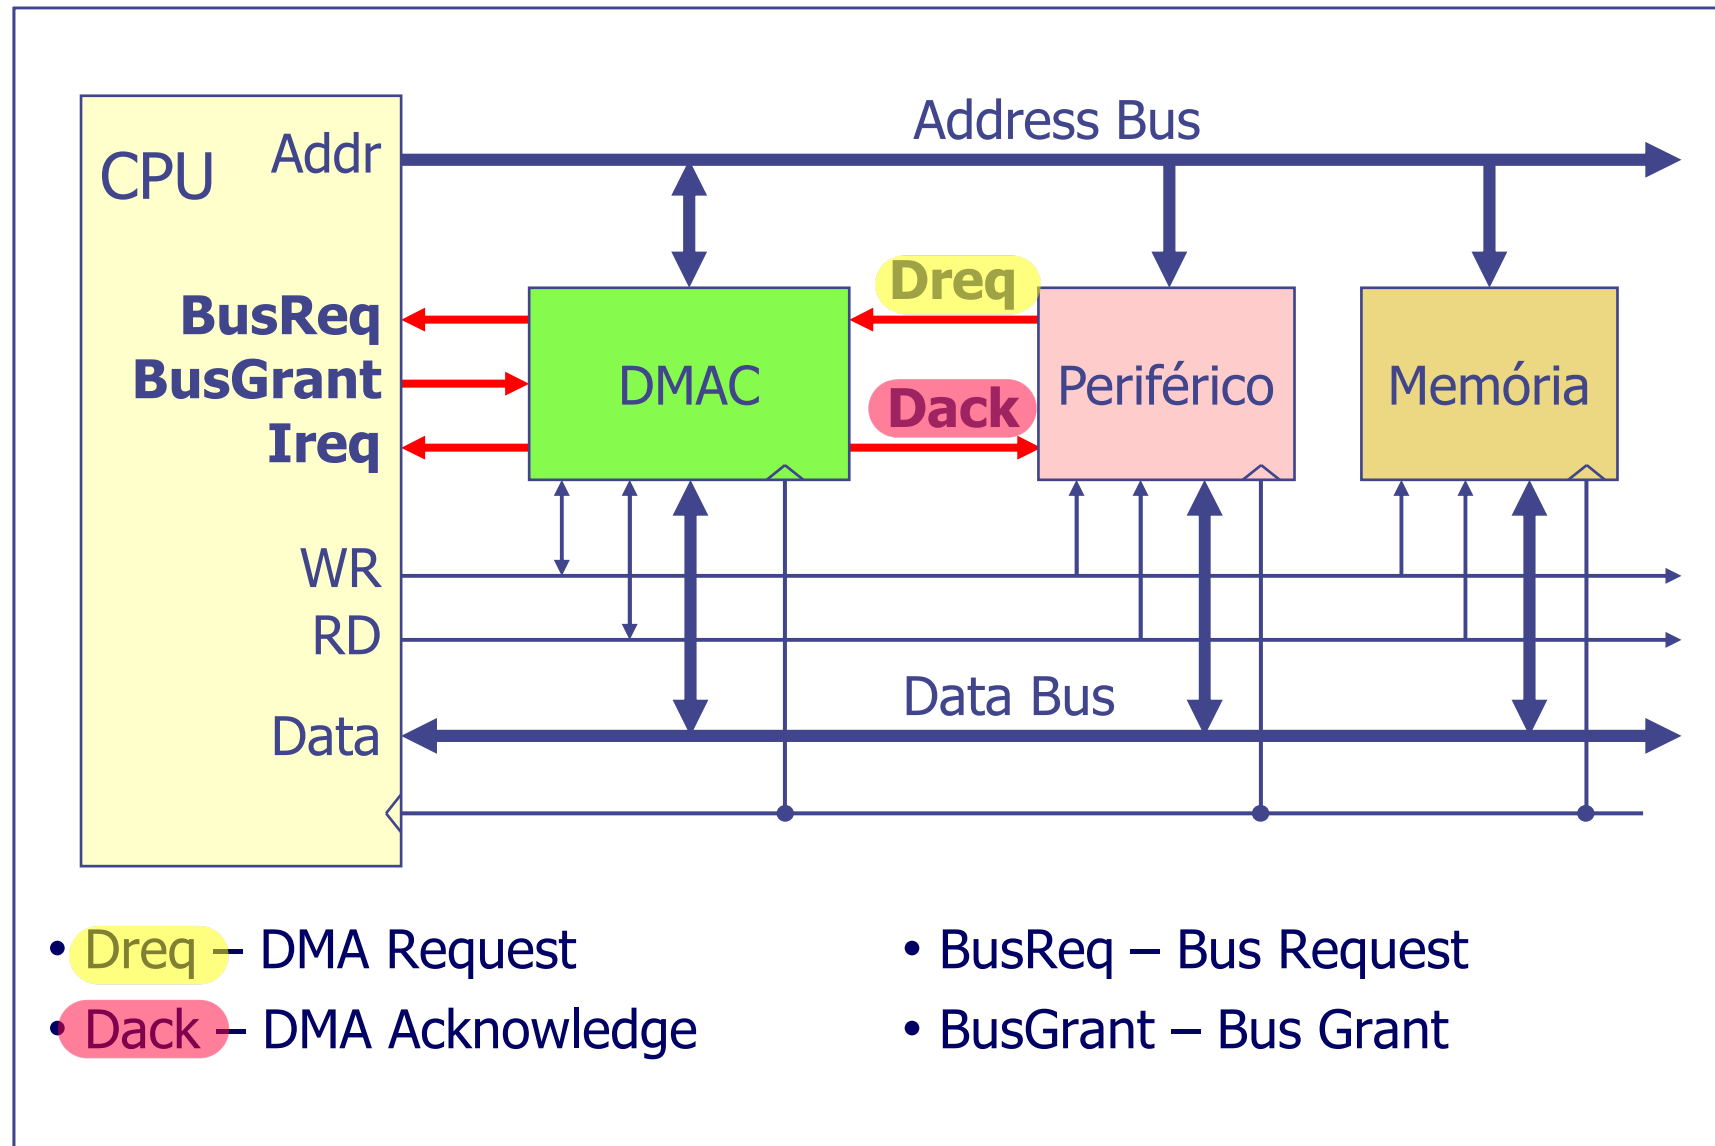 Address Bus
Addr
CPU
Dreq
BusReq
BusGrant
DMAC
Dack
Periférico
Memória
Ireq
WR
RD
Data Bus
Data
• Dreq – DMA Request
• Dack – DMA Acknowledge
• BusReq – Bus Request
• BusGrant – Bus Grant